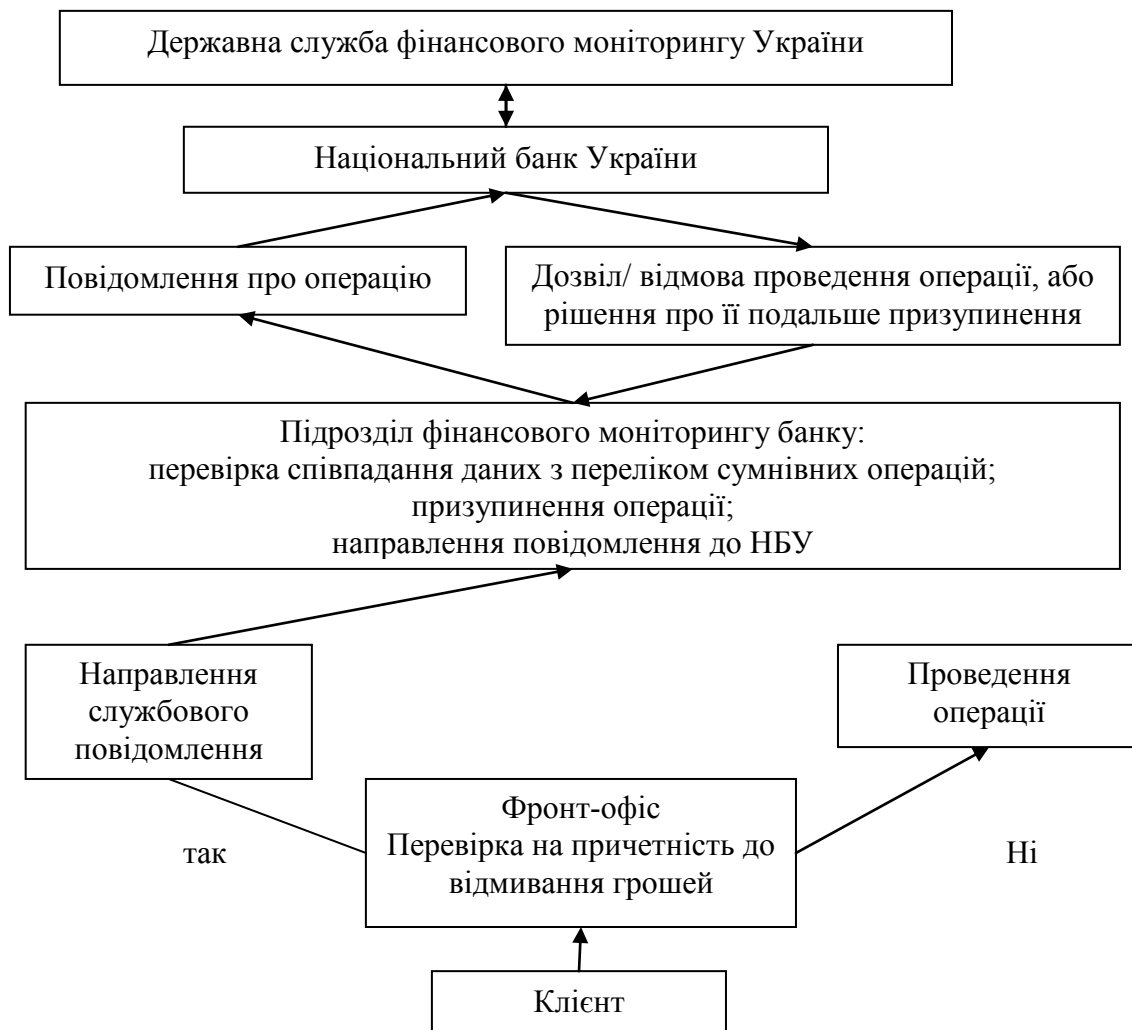 Державна служба фінансового моніторингу України
Національний банк України
Повідомлення про операцію
Дозвіл/ відмова проведення операції, або
рішення про її подальше призупинення
Підрозділ фінансового моніторингу банку:
перевірка співпадання даних з переліком сумнівних операцій;
призупинення операції;
направлення повідомлення до НБУ
Направлення
службового
повідомлення
Проведення
операції
Фронт-офіс
Перевірка на причетність до
відмивання грошей
так
Ні
Клієнт